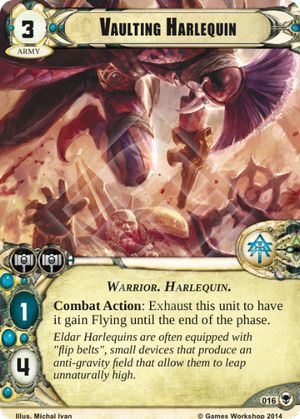 3
ARMY
VAULTING HARLEQUIN
WARRIOR. HARLEQUIN.
1
4
Combat Action: Exhaust this unit to have
it gain Flying until the end of the phase.
Eldar Harlequins are often equipped with
"flip belts", small devices that produce an
anti-gravity field that allow them to leap
unnaturally high.
016
Illus. Michal Ivan
© Games Workshop 2014